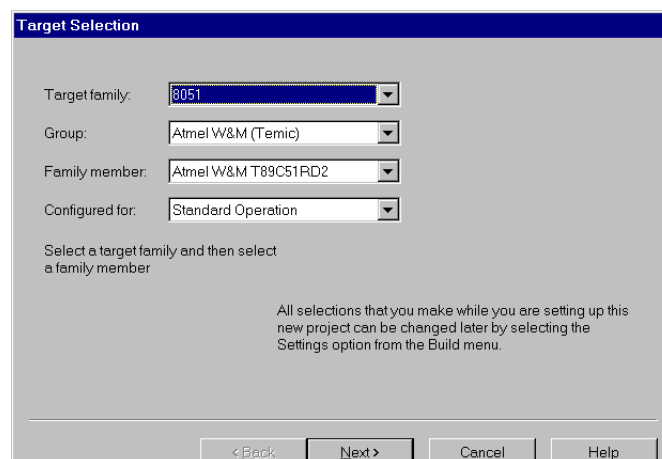 Target Selection
Target family: 8051
Group: Atmel W&M (Temic)
Family member: Atmel W&M T89C51RD2
Configured for: Standard Operation
Select a target family and then select
a family member
All selections that you make while you are setting up this
new project can be changed later by selecting the
Settings option from the Build menu.
< Back Next > Cancel Help